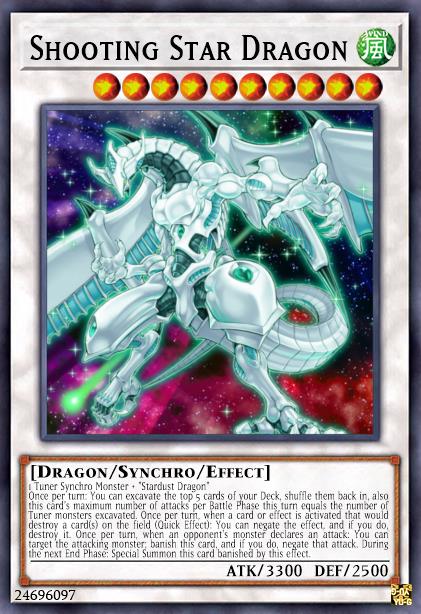 SHOOTING STAR DRAGON
WIND
風
[DRAGON/SYNCHRO/EFFECT]
1 Tuner Synchro Monster + "Stardust Dragon"
Once per turn: You can excavate the top 5 cards of your Deck, shuffle them back in, also
this card's maximum number of attacks per Battle Phase this turn equals the number of
Tuner monsters excavated. Once per turn, when a card or effect is activated that would
destroy a card(s) on the field (Quick Effect): You can negate the effect, and if you do,
destroy it. Once per turn, when an opponent's monster declares an attack: You can
target the attacking monster; banish this card, and if you do, negate that attack. During
the next End Phase: Special Summon this card banished by this effect.
ATK/3300 DEF/2500
24696097